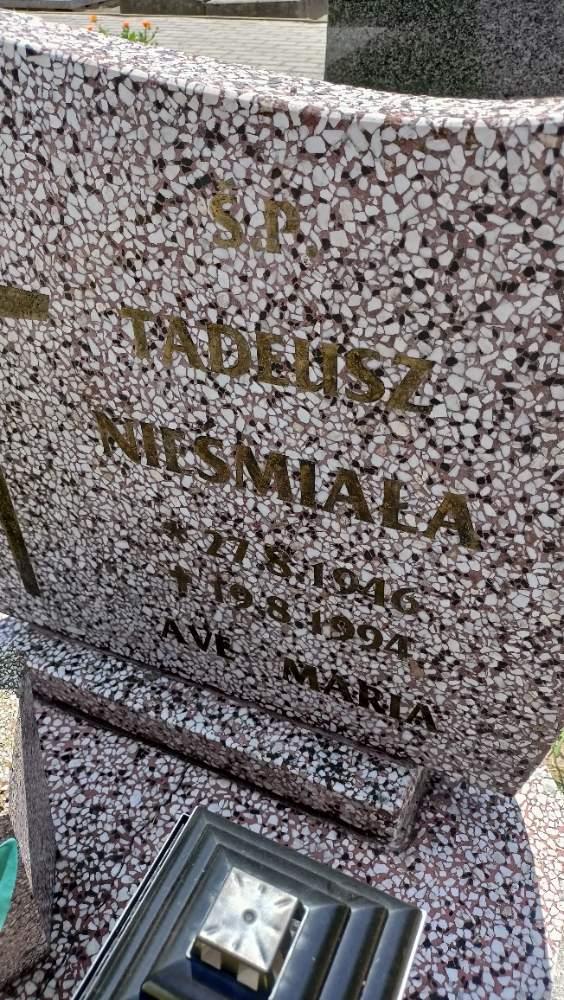 Ś.P.
TADEUSZ
NIEŚMIAŁA
* 27.8.1946
† 19.8.1994
AVE MARIA